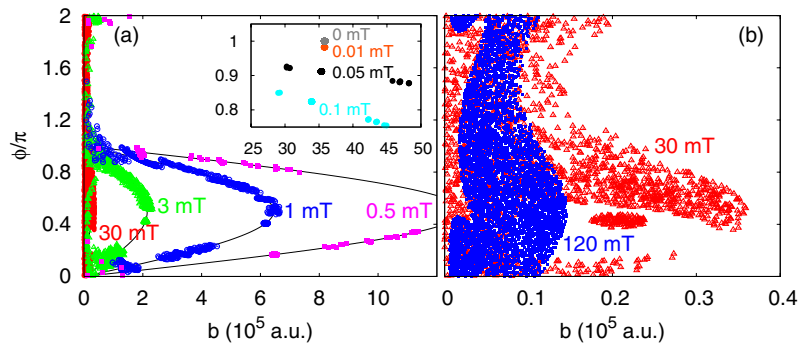 2
1.6
1.2
0.8
0.4
0
ϕ/π
(a)
1
0.9
0.8
0 mT
0.01 mT
0.05 mT
0.1 mT
25 30 35 40 45 50
30 mT
3 mT
1 mT
0.5 mT
0 2 4 6 8 10
b (10⁵ a.u.)
(b)
30 mT
120 mT
0 0.1 0.2 0.3 0.4
b (10⁵ a.u.)